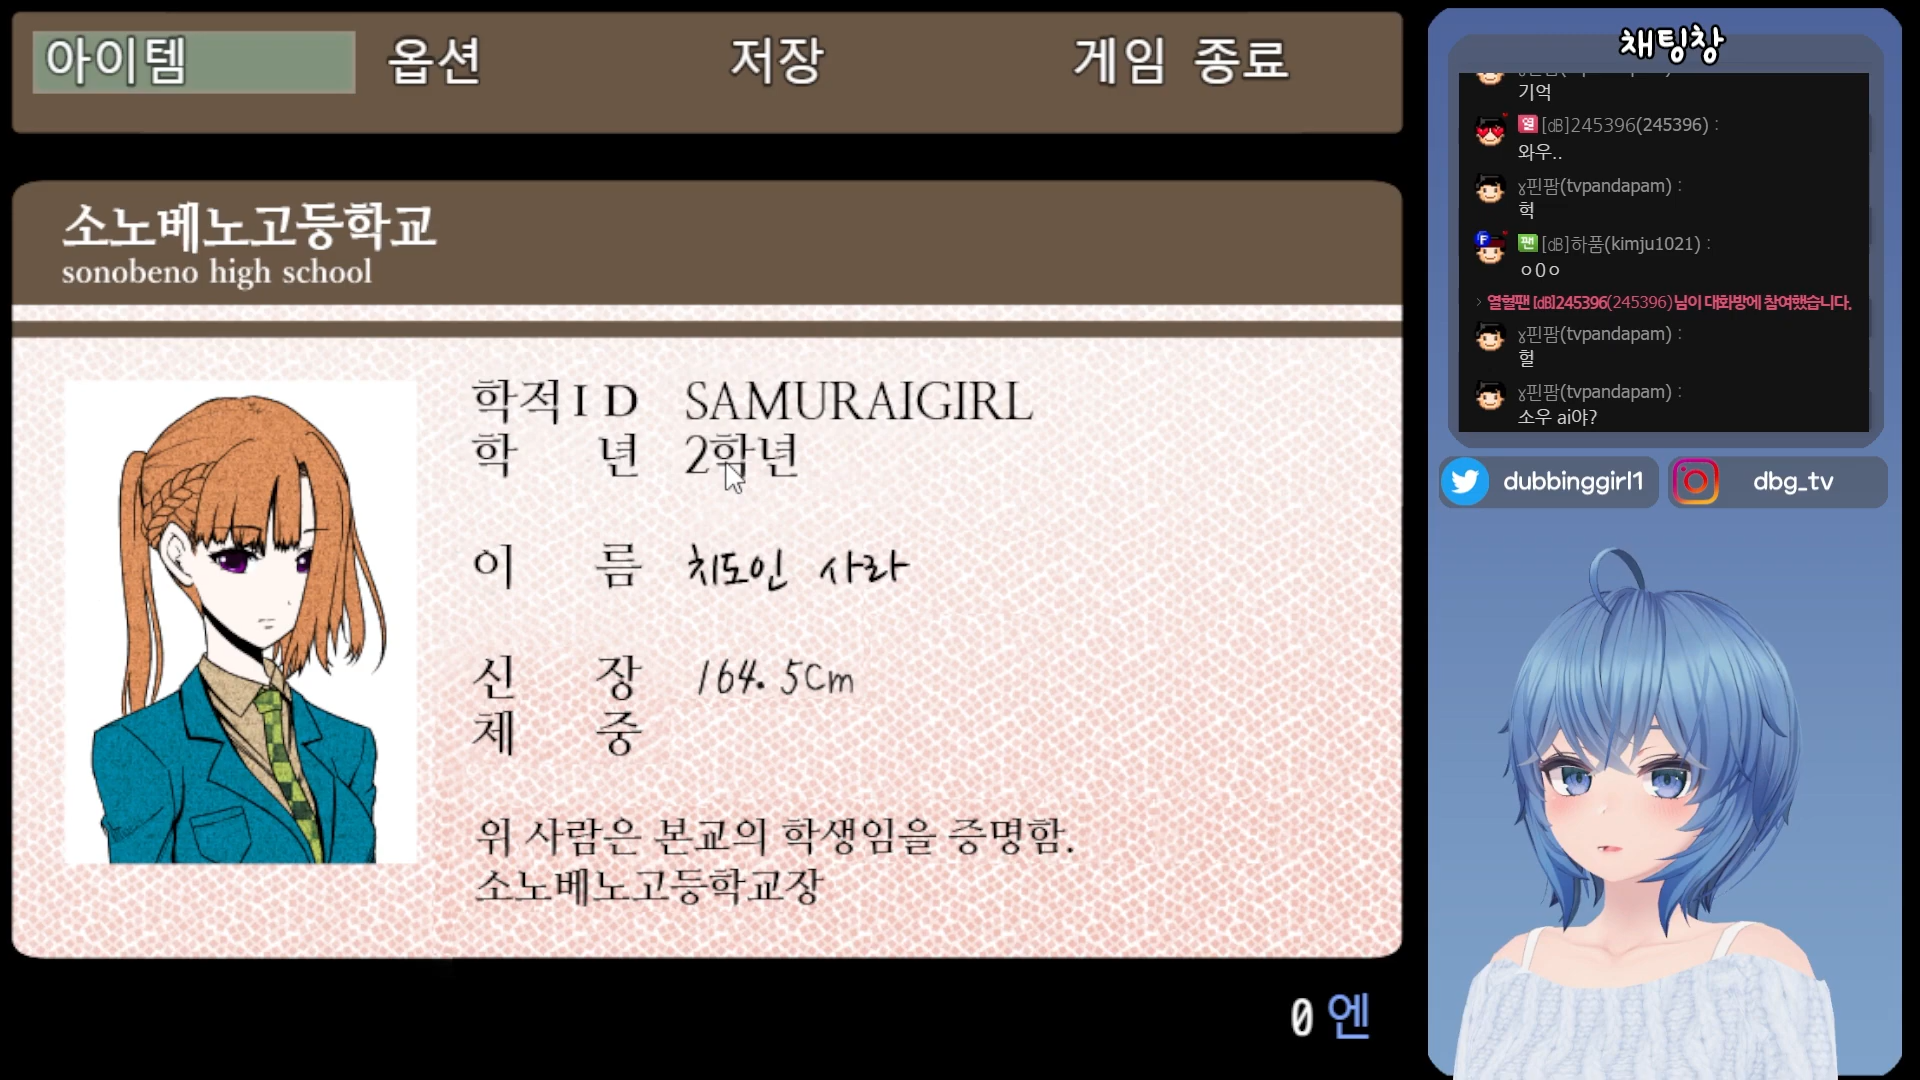 아이템 옵션 저장 게임 종료
소노베노고등학교
sonobeno high school
학적ID SAMURAIGIRL
학 년 2학년
이 름 치도인 사라
신 장 164.5Cm
체 중
위 사람은 본교의 학생임을 증명함.
소노베노고등학교장
0 엔
채팅창
기억
열 [dB]245396(245396) :
와우..
ɣ핀팜(tvpandapam) :
헉
F
팬 [dB]하품(kimju1021) :
ㅇ0ㅇ
> 열혈팬 [dB]245396(245396)님이 대화방에 참여했습니다.
ɣ핀팜(tvpandapam) :
헐
ɣ핀팜(tvpandapam) :
소우 ai야?
dubbinggirl1 dbg_tv